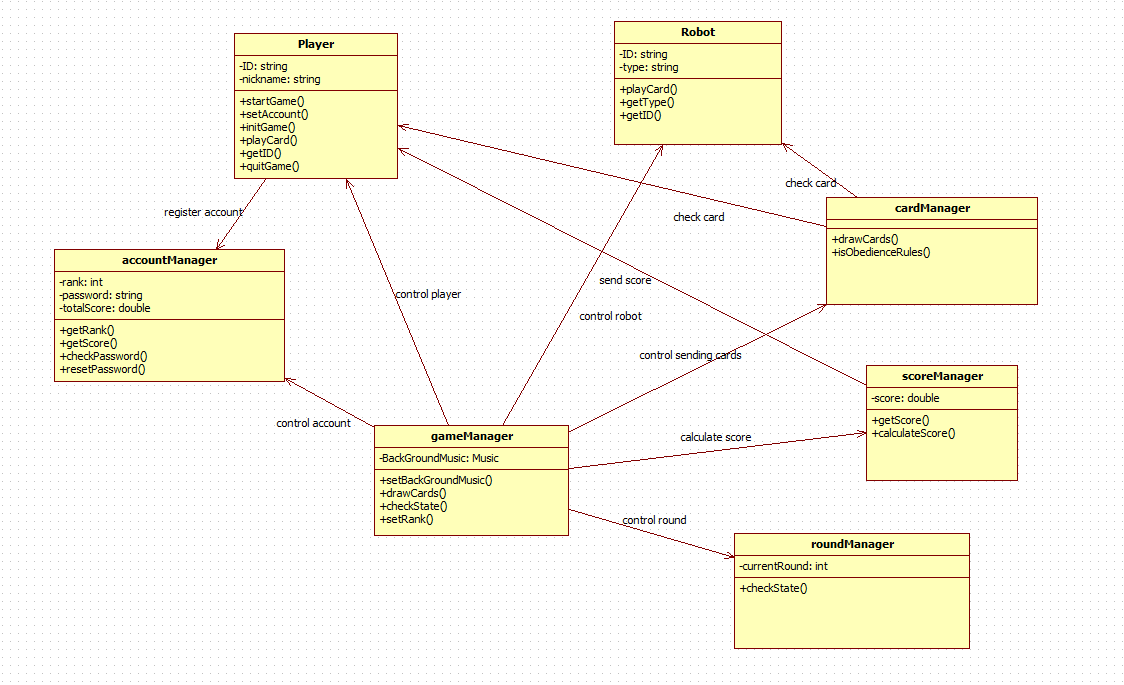 Player
-ID: string
-nickname: string
+startGame()
+setAccount()
+initGame()
+playCard()
+getID()
+quitGame()
Robot
-ID: string
-type: string
+playCard()
+getType()
+getID()
check card
register account
check card
cardManager
+drawCards()
+isObedienceRules()
accountManager
-rank: int
-password: string
-totalScore: double
+getRank()
+getScore()
+checkPassword()
+resetPassword()
control player
send score
control robot
control sending cards
scoreManager
-score: double
+getScore()
+calculateScore()
control account
calculate score
gameManager
-BackGroundMusic: Music
+setBackGroundMusic()
+drawCards()
+checkState()
+setRank()
control round
roundManager
-currentRound: int
+checkState()